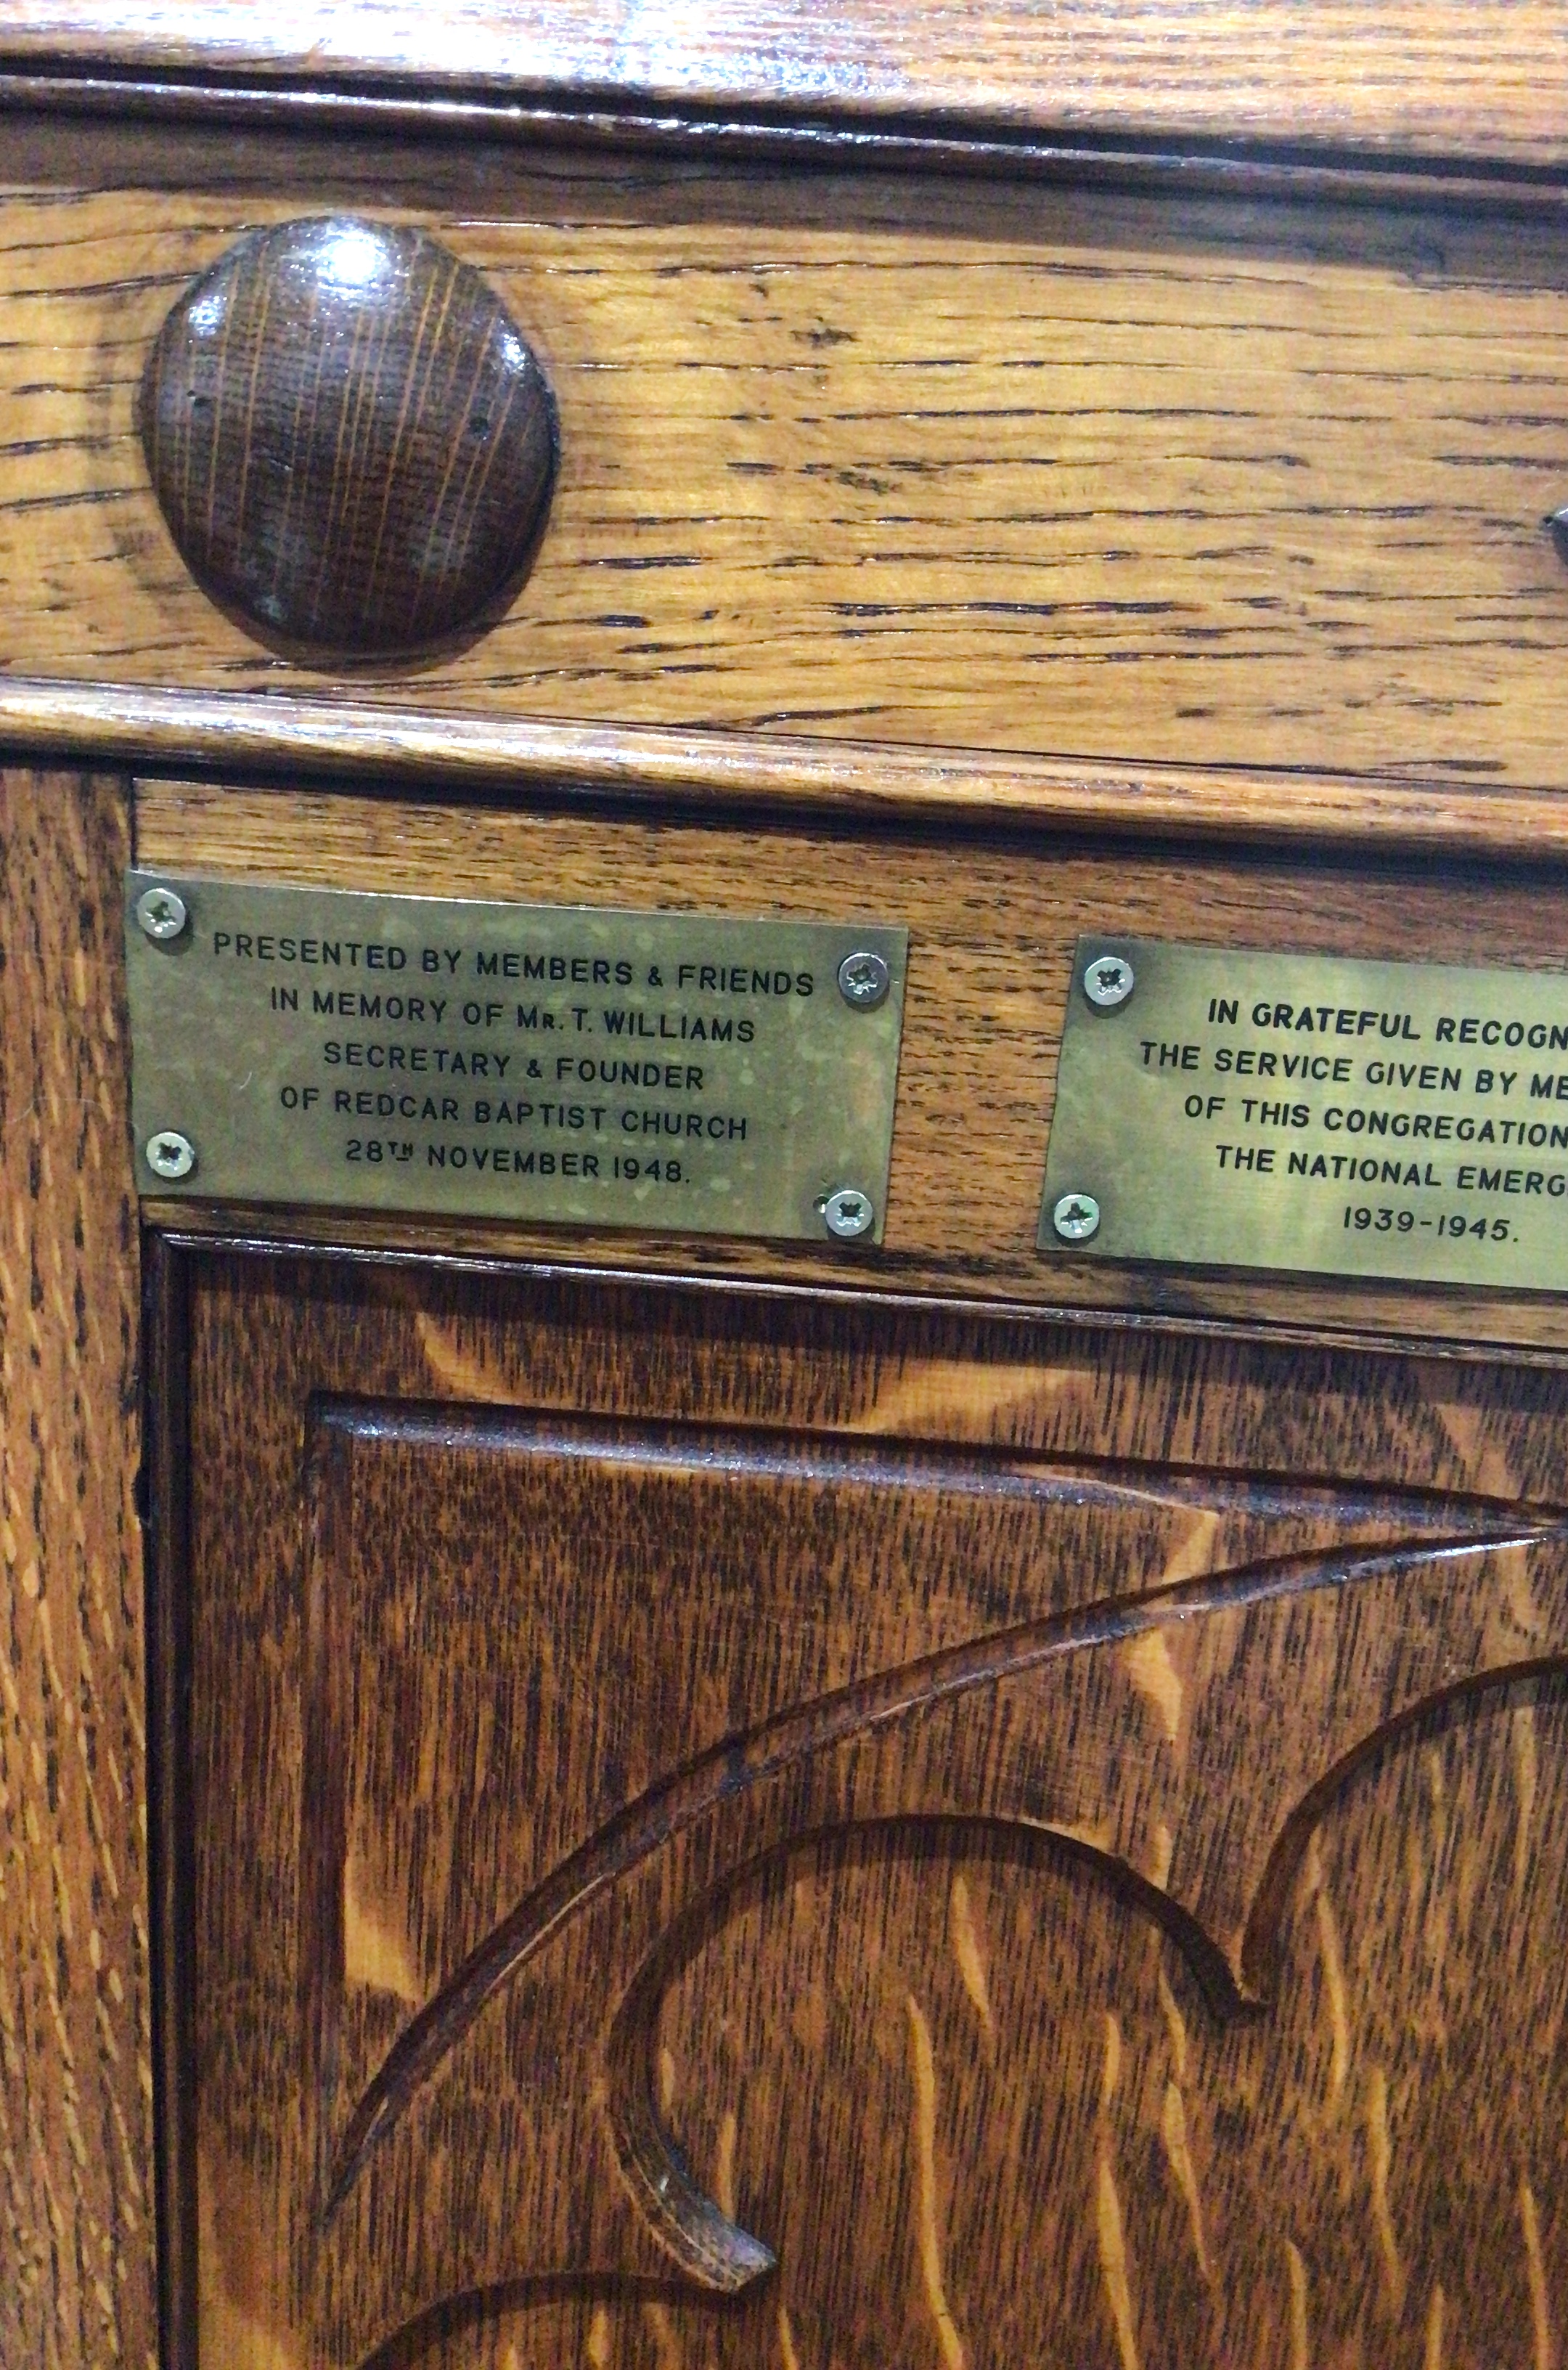 PRESENTED BY MEMBERS & FRIENDS
IN MEMORY OF MR. T. WILLIAMS
SECRETARY & FOUNDER
OF REDCAR BAPTIST CHURCH
28TH NOVEMBER 1948.
IN GRATEFUL
THE SERVICE GIVEN BY
OF THIS CONGREGATION
THE NATIONAL
1939-1945.